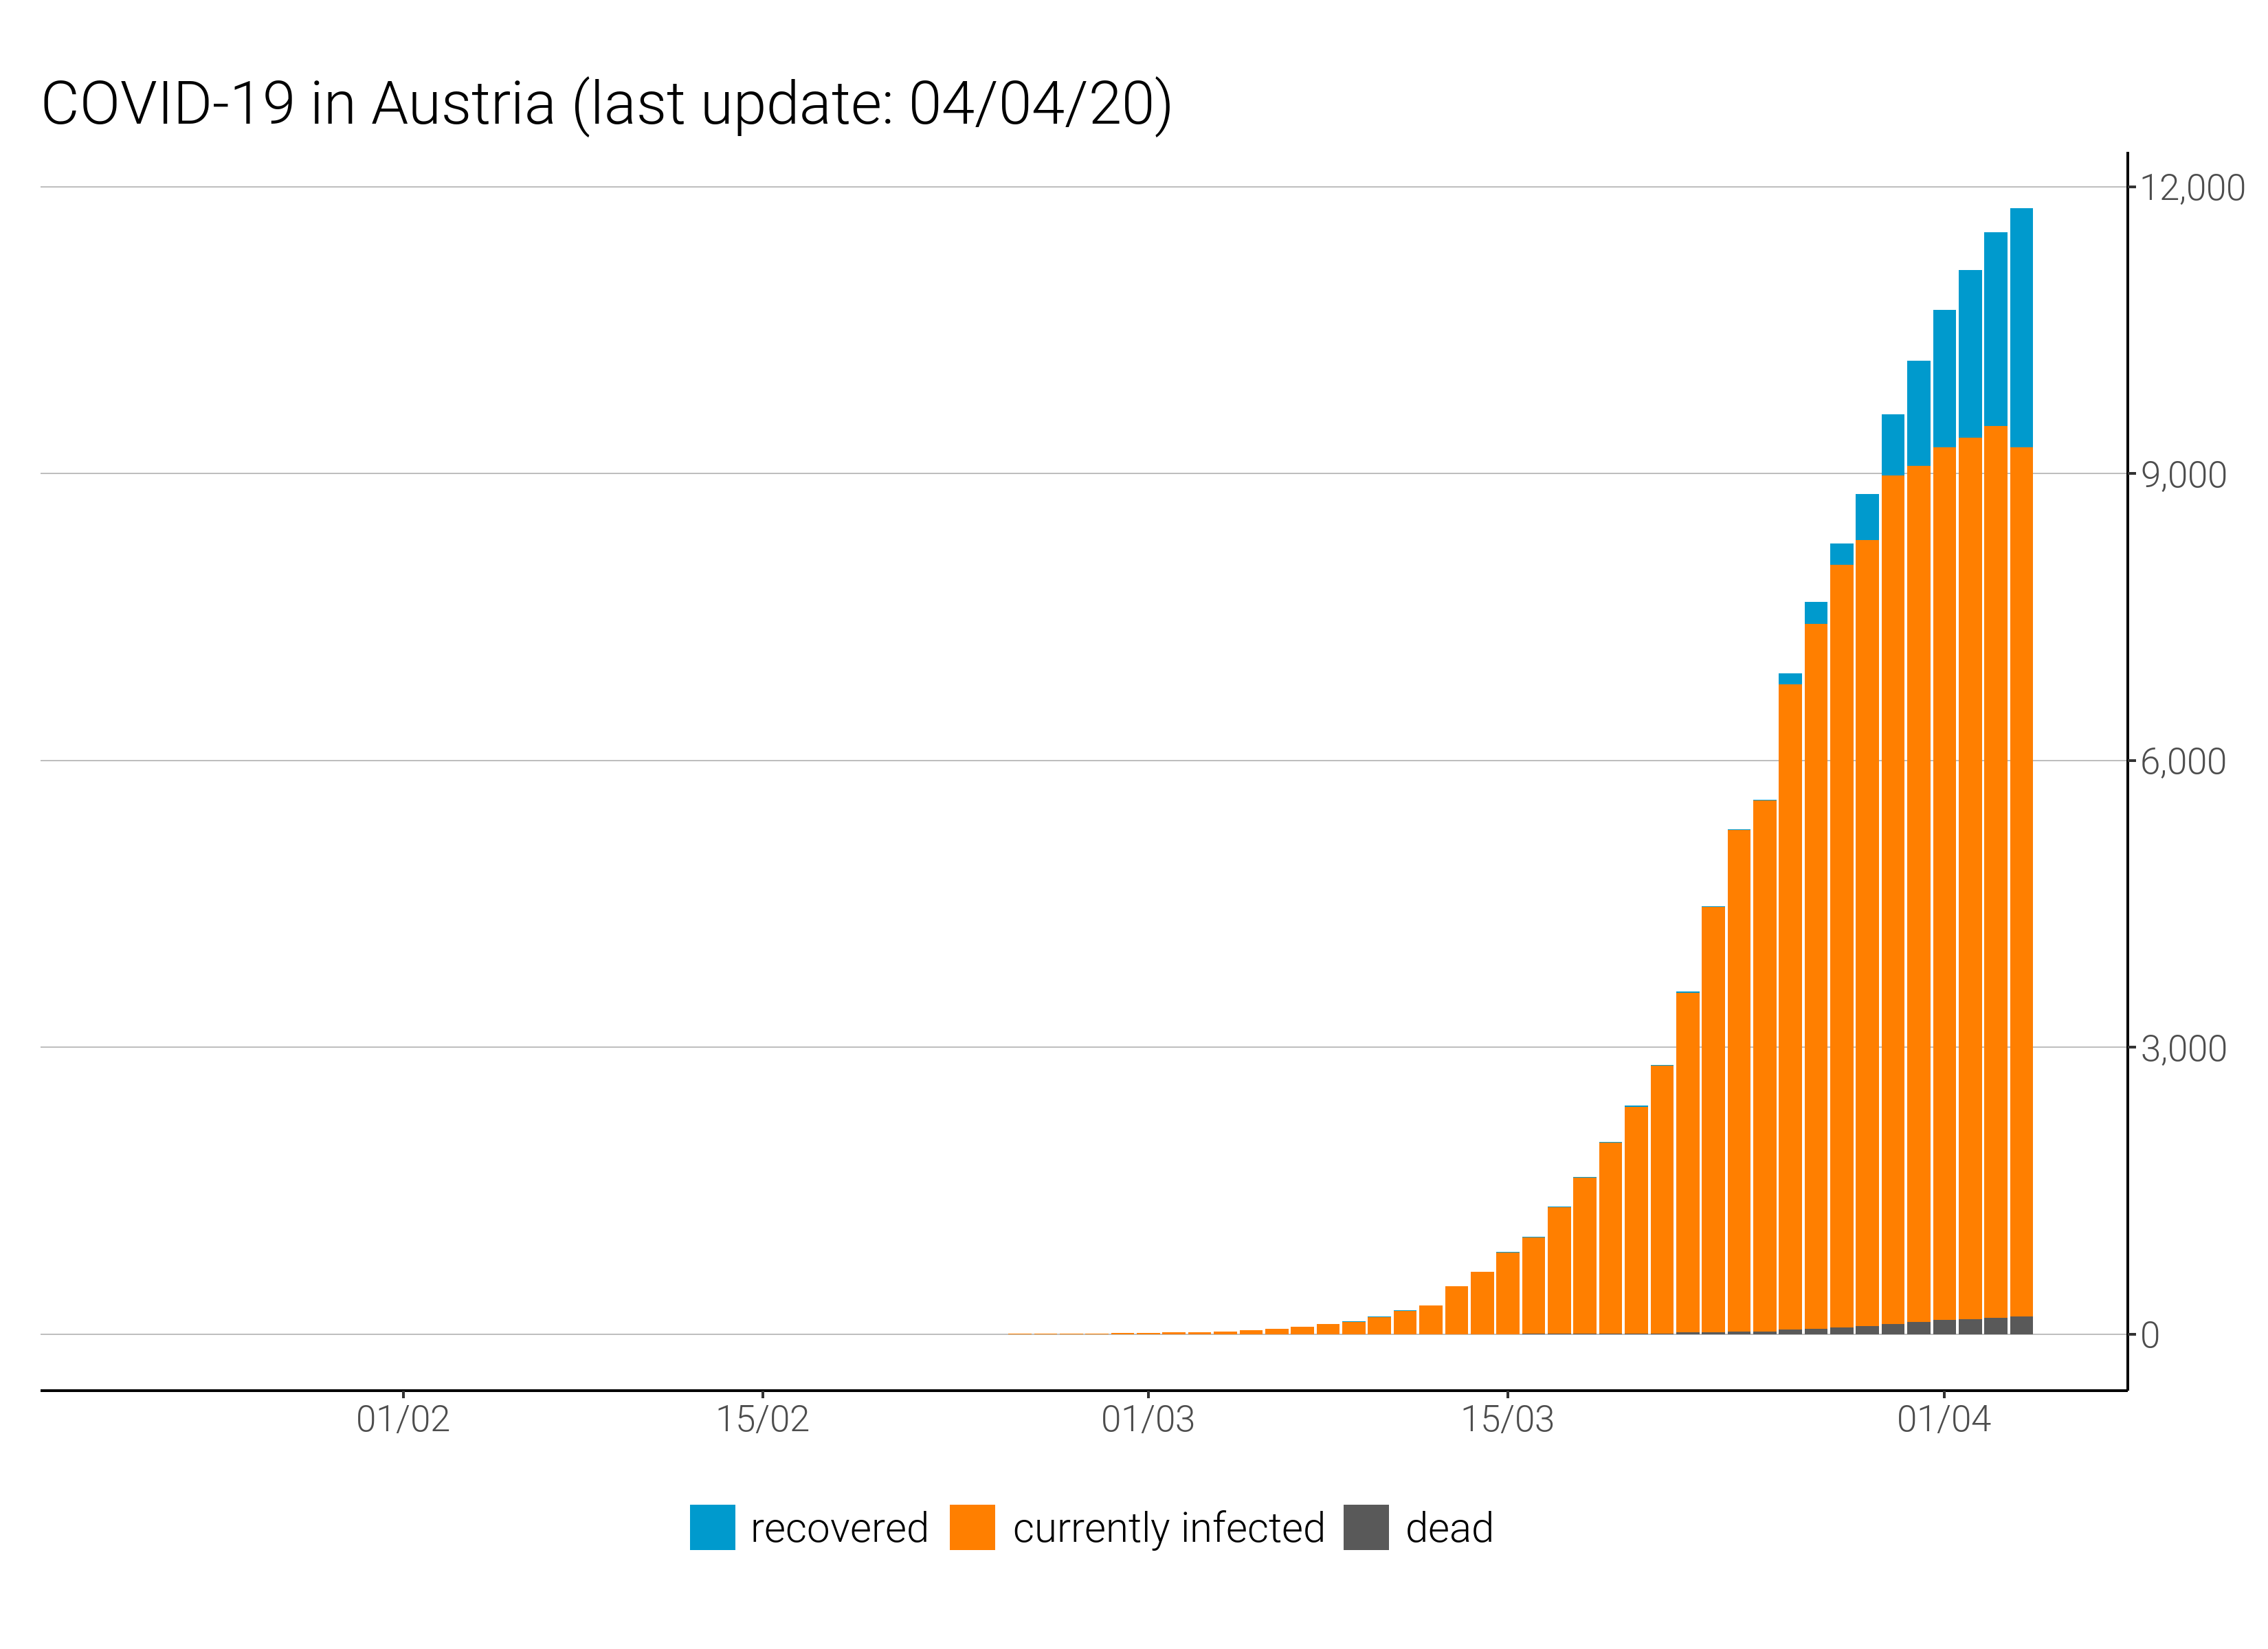 COVID-19 in Austria (last update: 04/04/20)
12,000
9,000
6,000
3,000
0
01/02 15/02 01/03 15/03 01/04
recovered currently infected dead